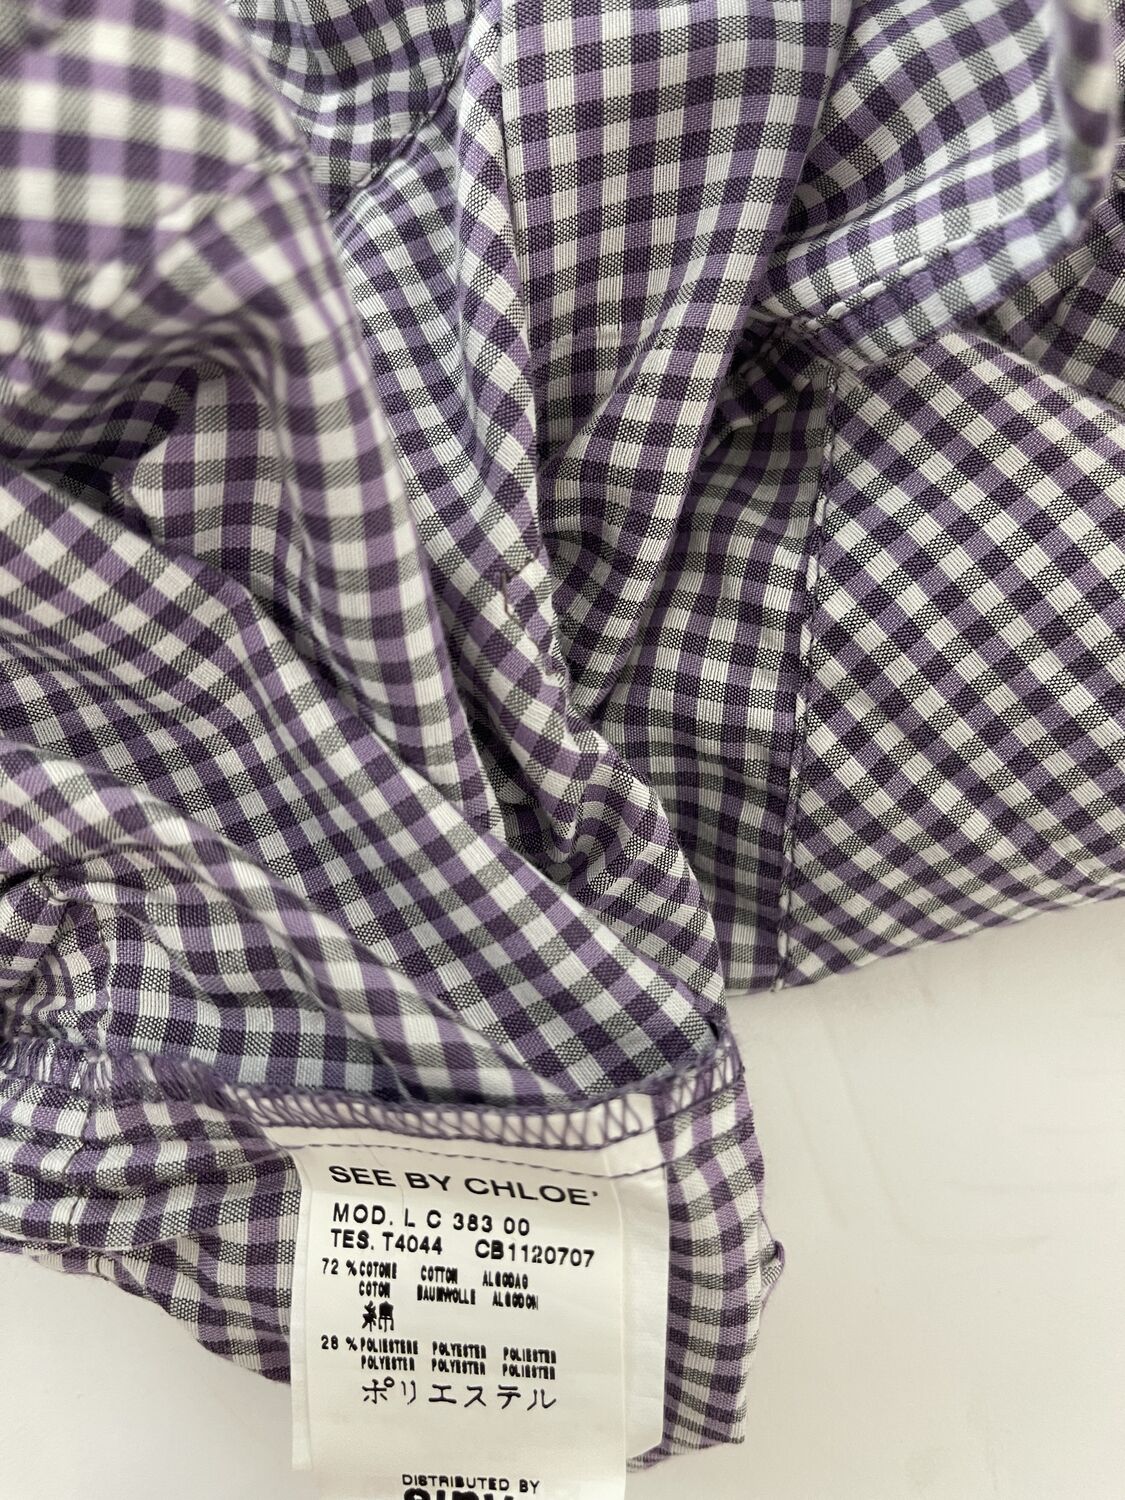 SEE BY CHLOE'
MOD. L C 383 00
TES. T4044 CB1120707
72 % COTONE COTTON ALGODAO
COTON BAUMWOLLE ALGODON
綿
28 % POLIESTERE POLYESTER POLIESTER
POLYESTER POLYESTER POLIESTER
ポリエステル
DISTRIBUTED BY